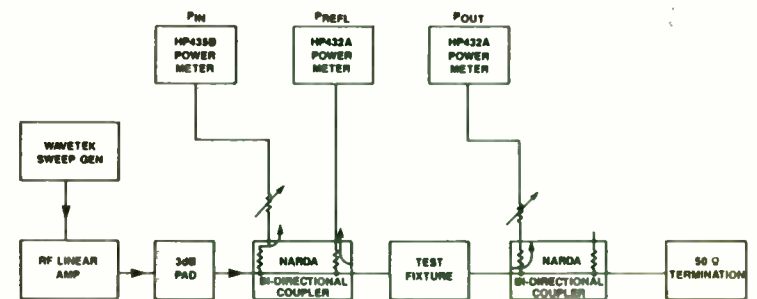 PIN
HP435B
POWER
METER
PREFL
HP432A
POWER
METER
POUT
HP432A
POWER
METER
WAVETEK
SWEEP GEN
RF LINEAR
AMP
3dB
PAD
NARDA
BI-DIRECTIONAL
COUPLER
TEST
FIXTURE
NARDA
BI-DIRECTIONAL
COUPLER
50 Ω
TERMINATION